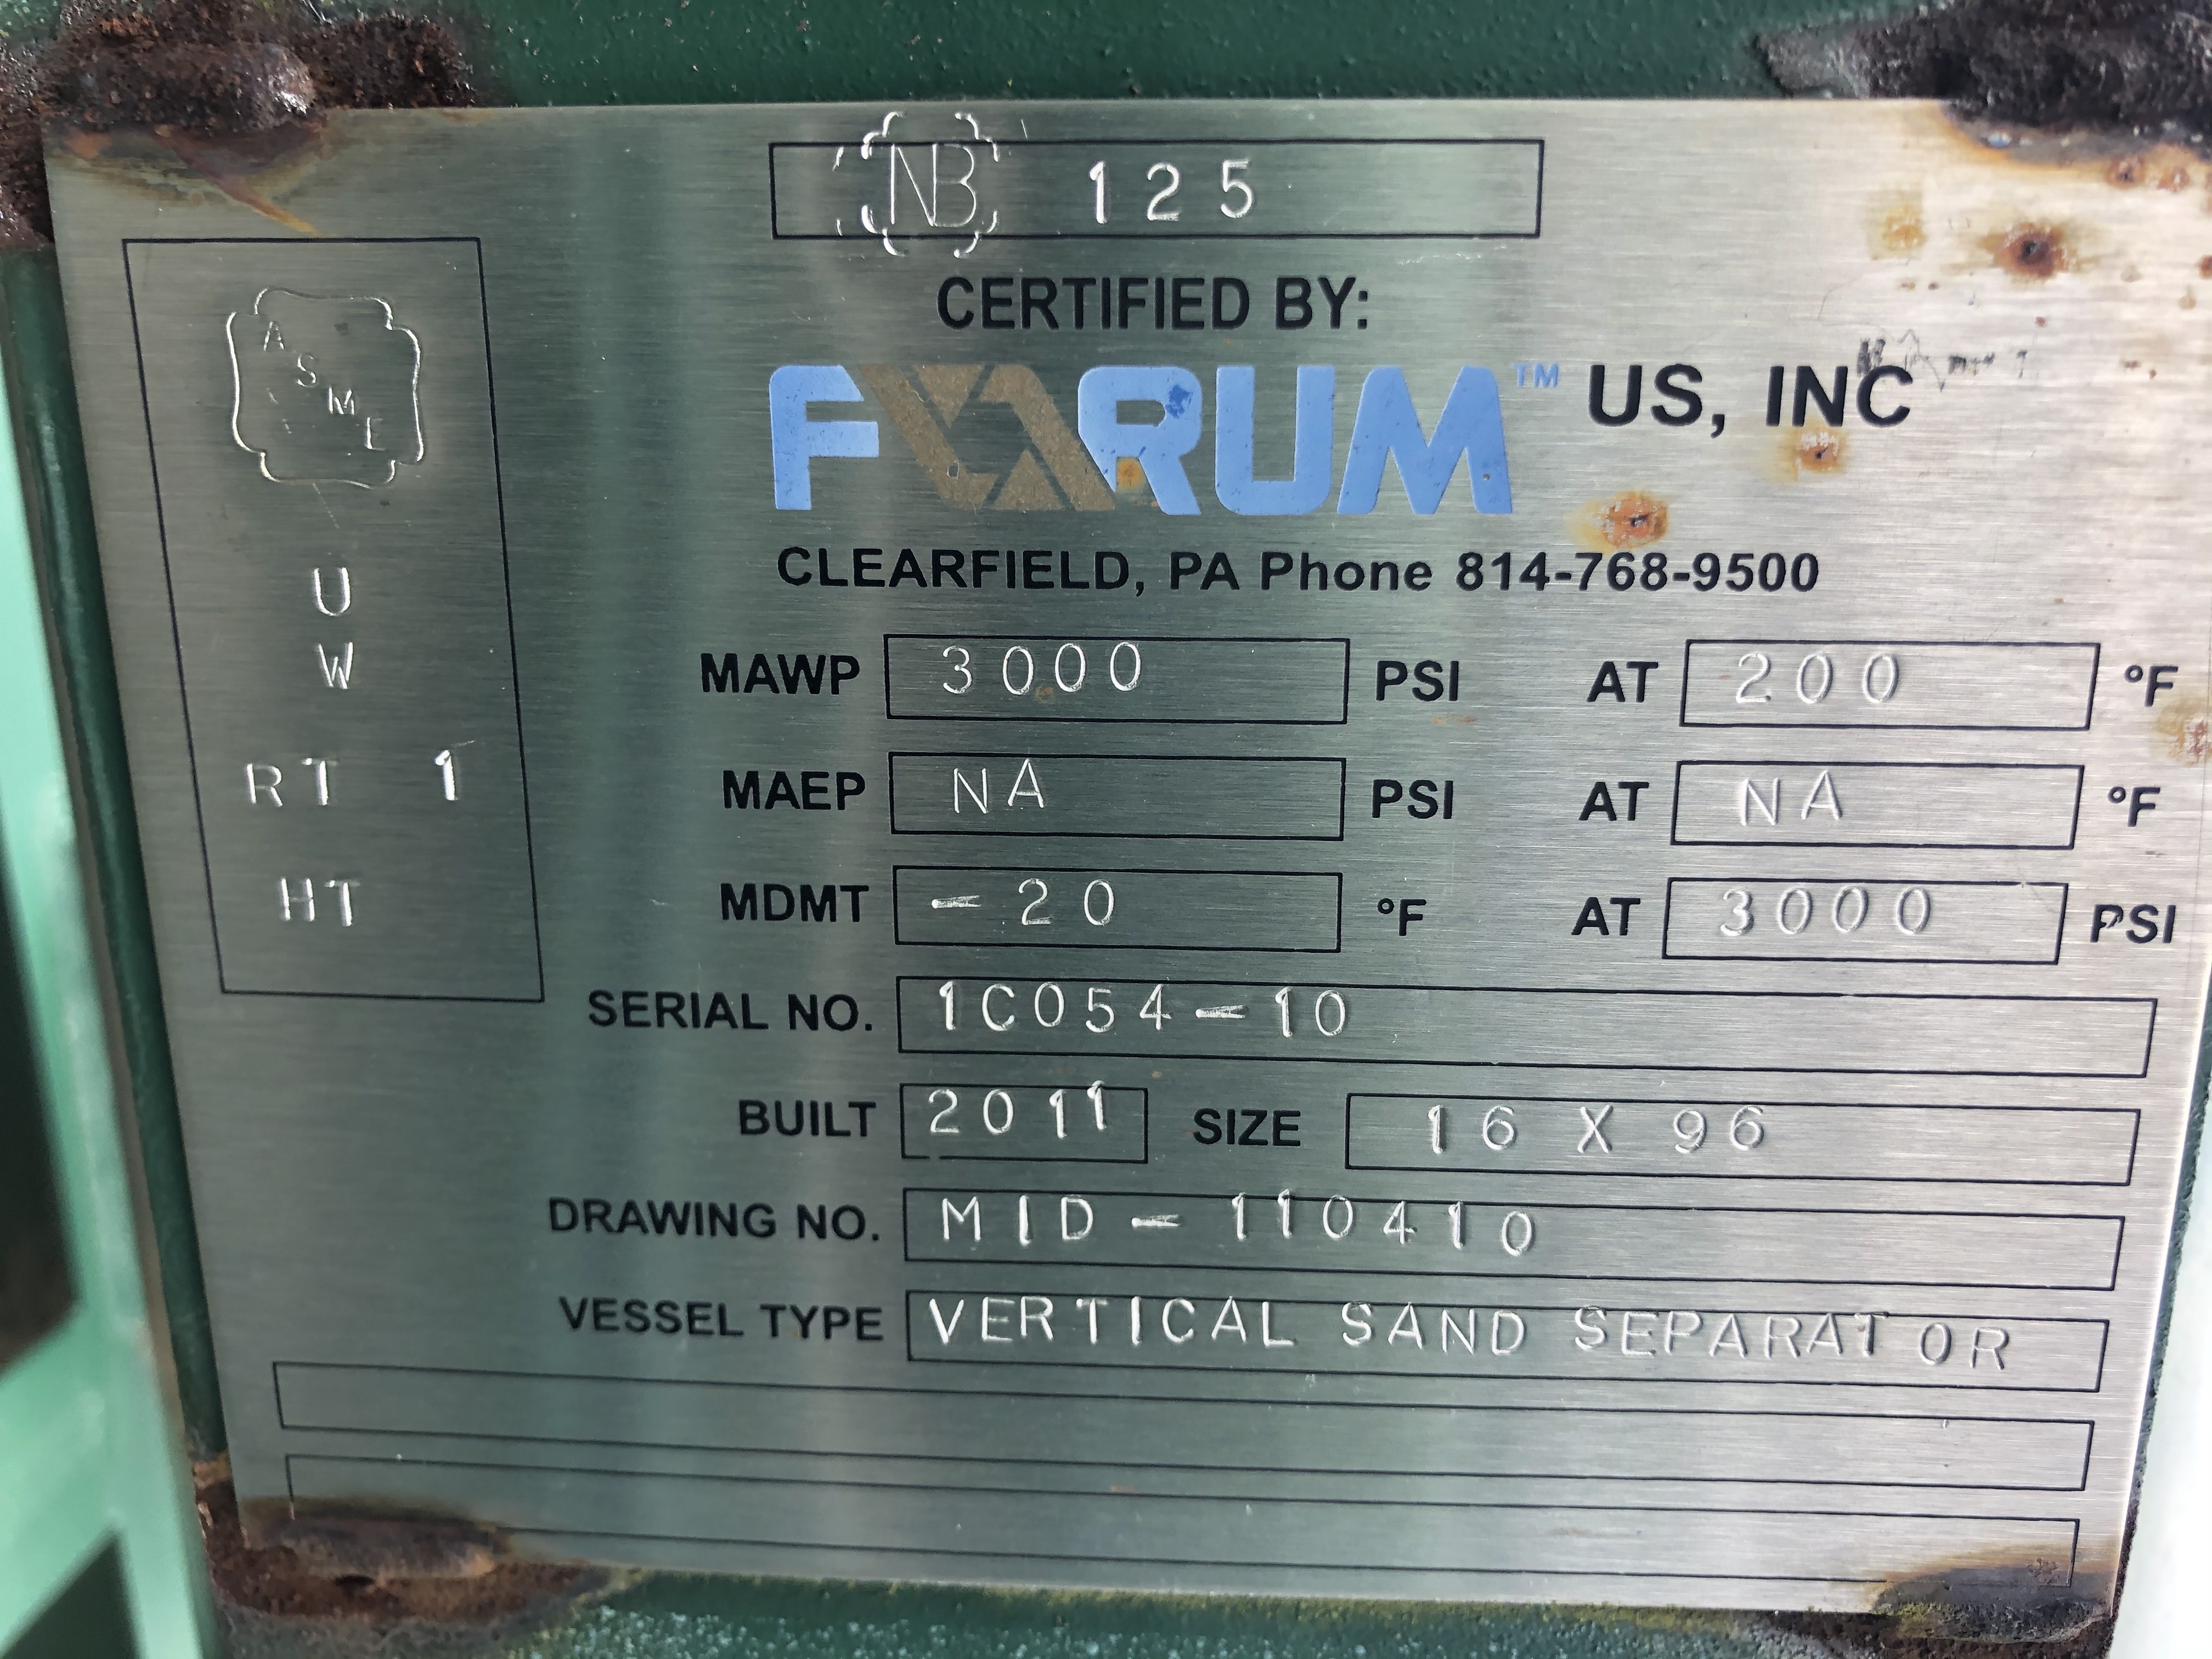 NB 125
CERTIFIED BY:
FORUM™ US, INC
CLEARFIELD, PA Phone 814-768-9500
ASME
U
W
RT 1
HT
MAWP 3000 PSI AT 200 °F
MAEP NA PSI AT NA °F
MDMT -20 °F AT 3000 PSI
SERIAL NO. 1C054-10
BUILT 2011 SIZE 16 X 96
DRAWING NO. MID-110410
VESSEL TYPE VERTICAL SAND SEPARATOR